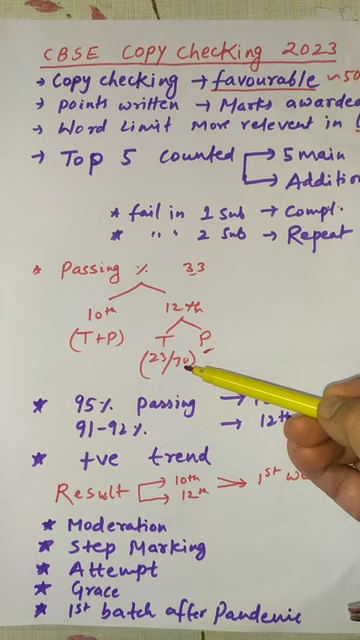 CBSE COPY CHECKING 2023
→ Copy checking → favourable ~50
→ points written → Marks awarde
→ Word Limit More relevent in
→ Top 5 Counted → 5 Main
→ Addition
* fail in 1 Sub → Compt.
* " " 2 Sub → Repeat
* Passing % 33
10th 12th
(T+P) T P
(23/70)
* 95% passing →
91-92% → 12th
* +ve trend
Result → 10th → 1st
→ 12th
* Moderation
* Step Marking
* Attempt
* Grace
* 1st batch after Pandemic